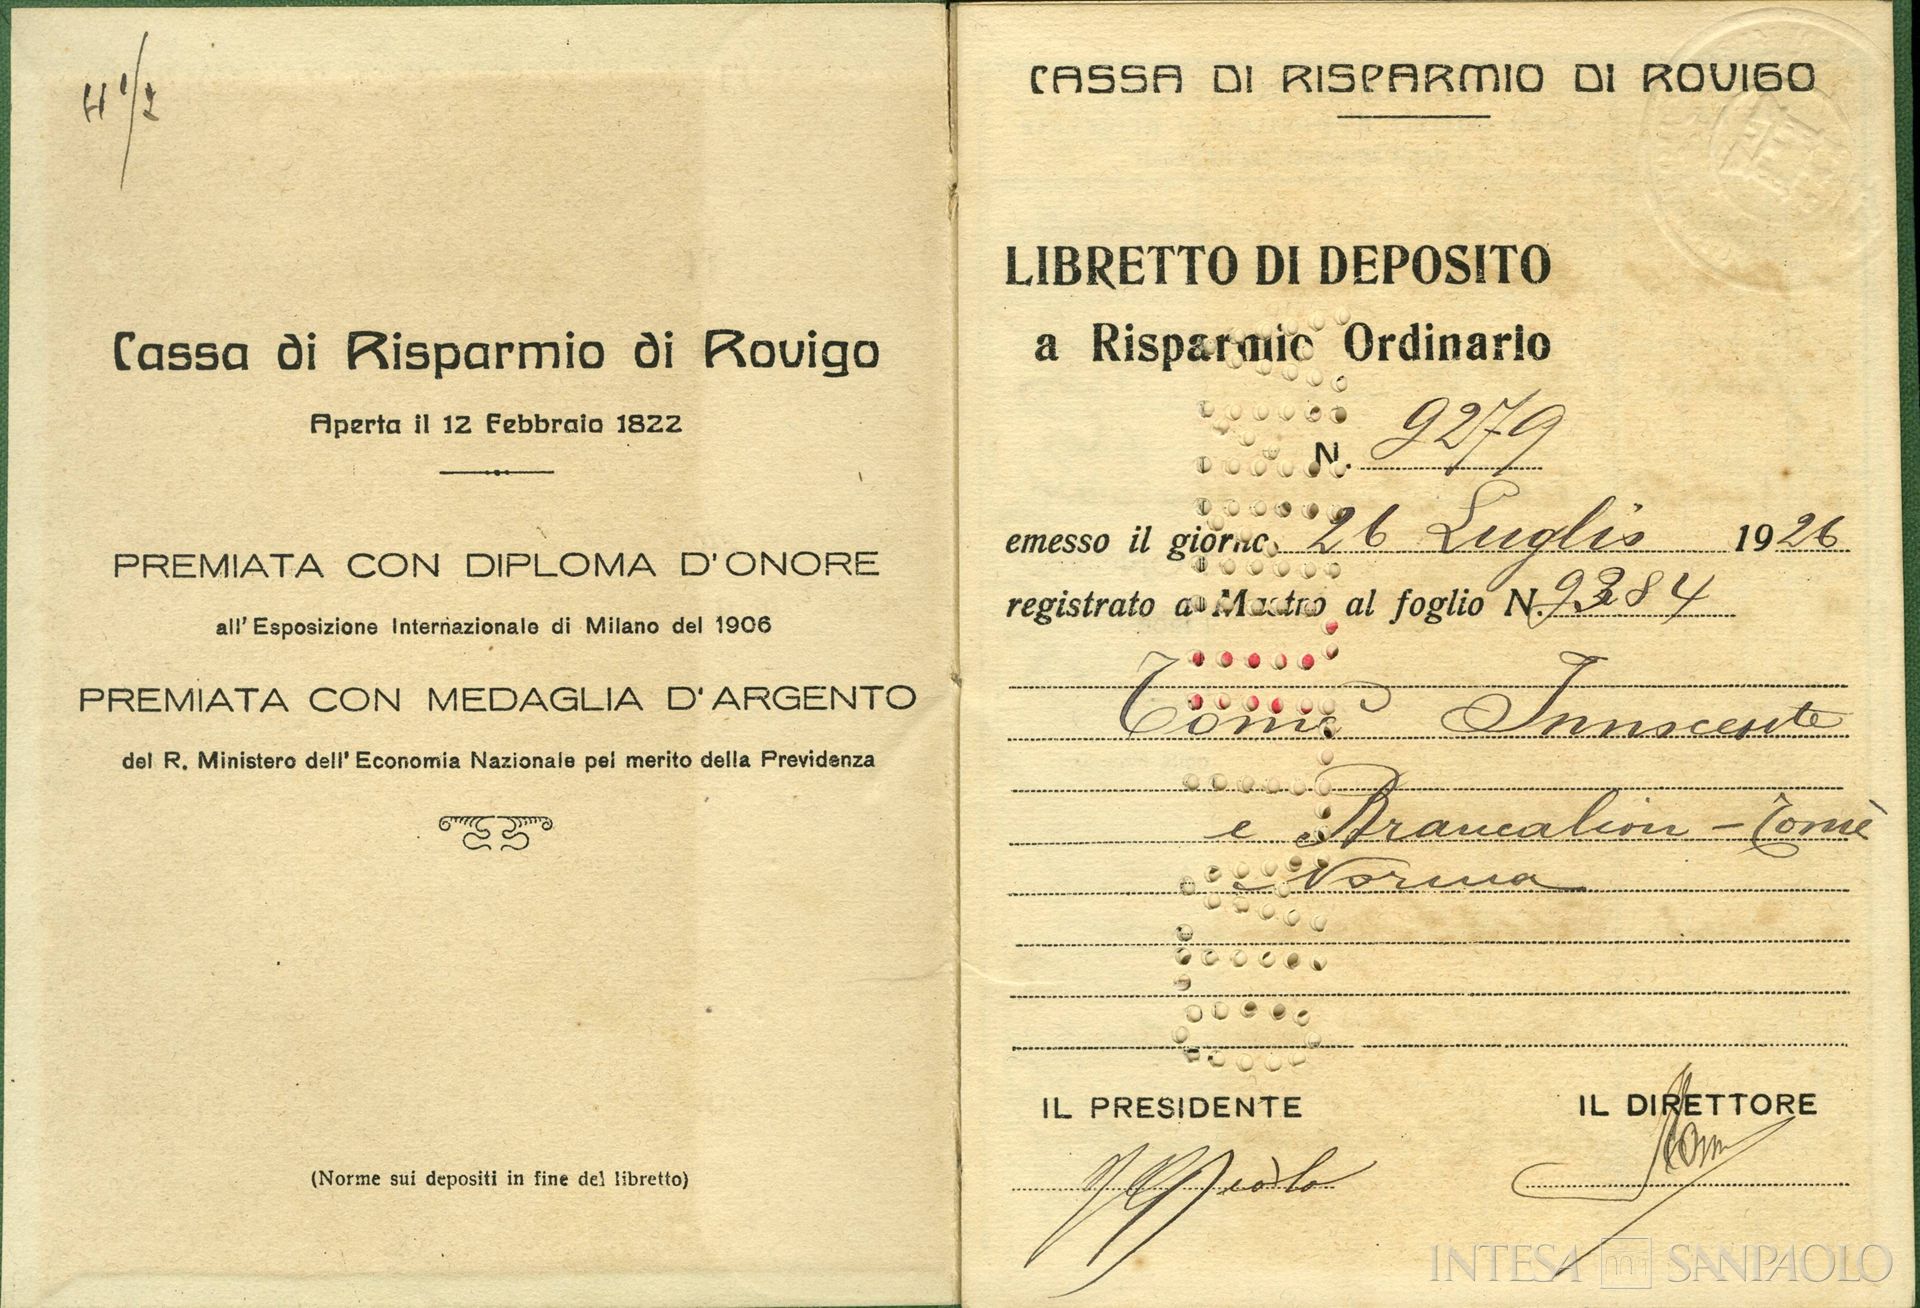 H 1/2
Cassa di Risparmio di Rovigo
Aperta il 12 Febbraio 1822
PREMIATA CON DIPLOMA D'ONORE
all'Esposizione Internazionale di Milano del 1906
PREMIATA CON MEDAGLIA D'ARGENTO
del R. Ministero dell'Economia Nazionale pel merito della Previdenza
(Norme sui depositi in fine del libretto)
CASSA DI RISPARMIO DI ROVIGO
LIBRETTO DI DEPOSITO
a Risparmio Ordinario
N. 9279
emesso il giorno 26 Luglio 1926
registrato a Mastro al foglio N. 9284
Tomè Innocente
e Brancalion - Tomè
Norma
IL PRESIDENTE
IL DIRETTORE
INTESA SANPAOLO